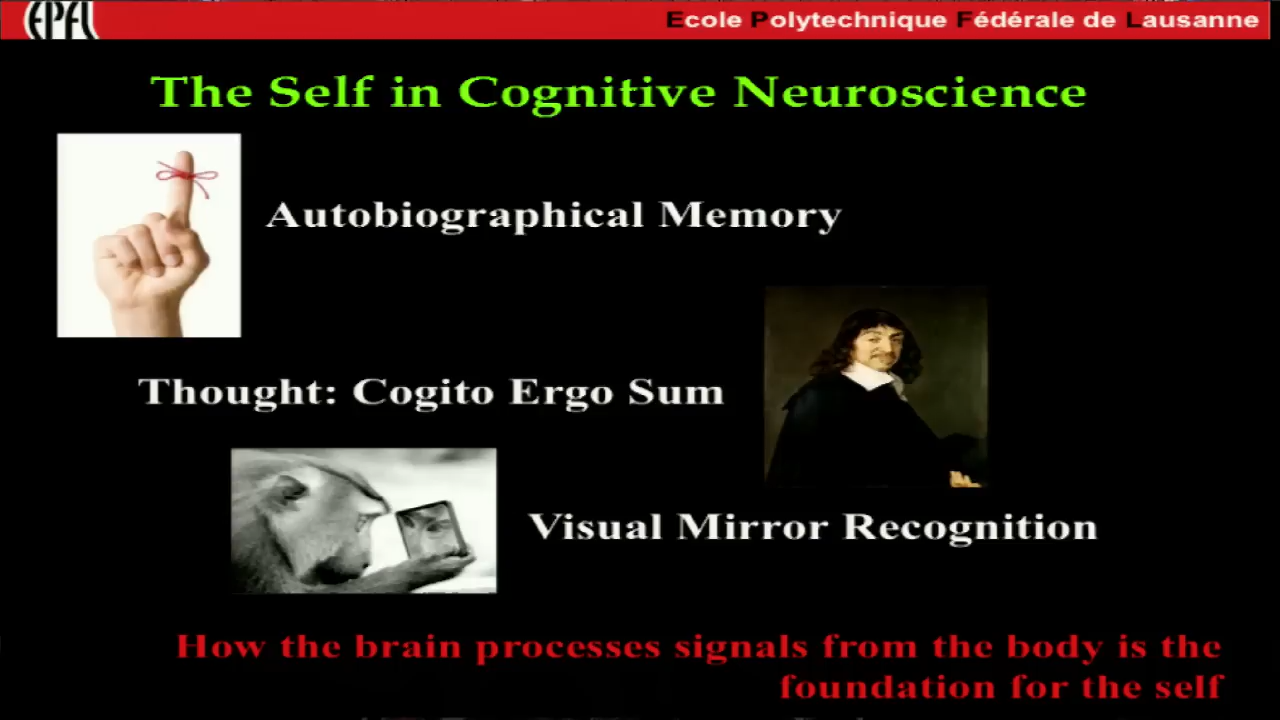 EPFL
Ecole Polytechnique Fédérale de Lausanne
The Self in Cognitive Neuroscience
Autobiographical Memory
Thought: Cogito Ergo Sum
Visual Mirror Recognition
How the brain processes signals from the body is the
foundation for the self